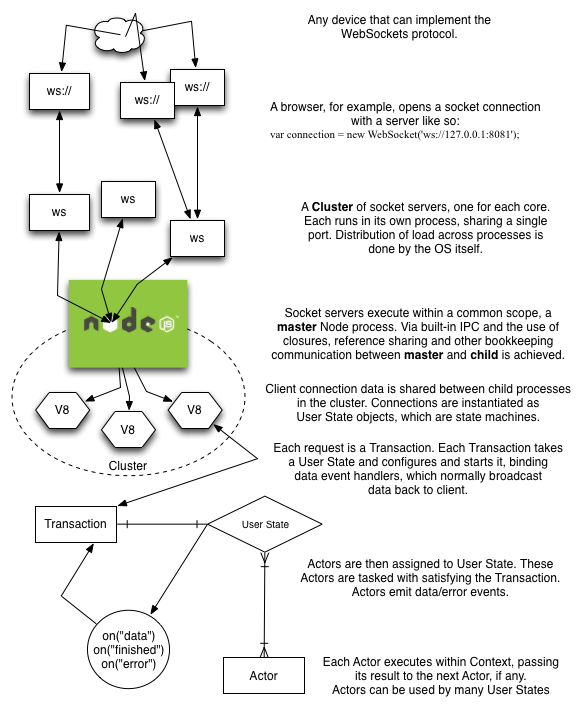 Any device that can implement the
WebSockets protocol.
ws://
ws://
ws://
A browser, for example, opens a socket connection
with a server like so:
var connection = new WebSocket('ws://127.0.0.1:8081');
ws
ws
ws
A Cluster of socket servers, one for each core.
Each runs in its own process, sharing a single
port. Distribution of load across processes is
done by the OS itself.
node
JS
™
Socket servers execute within a common scope, a
master Node process. Via built-in IPC and the use of
closures, reference sharing and other bookkeeping
communication between master and child is achieved.
V8
V8
V8
Cluster
Client connection data is shared between child processes
in the cluster. Connections are instantiated as
User State objects, which are state machines.
Each request is a Transaction. Each Transaction takes
a User State and configures and starts it, binding
data event handlers, which normally broadcast
data back to client.
Transaction
User State
Actors are then assigned to User State. These
Actors are tasked with satisfying the Transaction.
Actors emit data/error events.
on("data")
on("finished")
on("error")
Actor
Each Actor executes within Context, passing
its result to the next Actor, if any.
Actors can be used by many User States